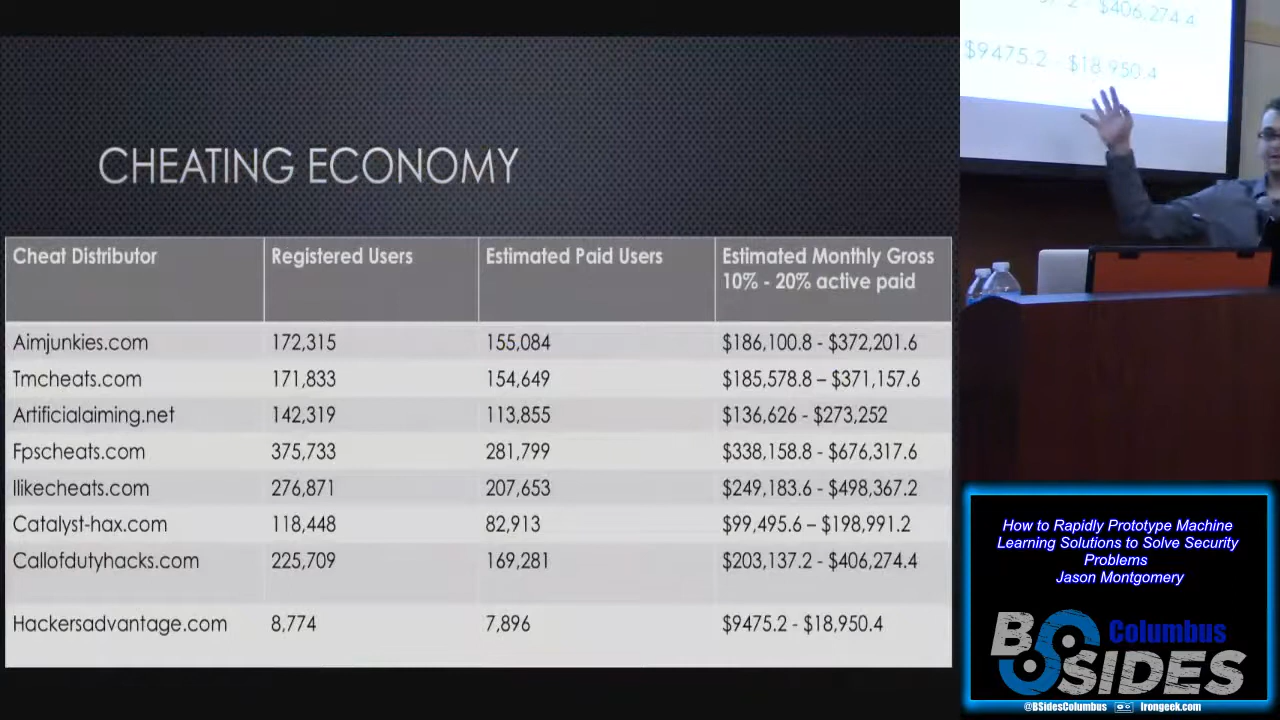 CHEATING ECONOMY
Cheat Distributor Registered Users Estimated Paid Users Estimated Monthly Gross
10% - 20% active paid
Aimjunkies.com 172,315 155,084 $186,100.8 - $372,201.6
Tmcheats.com 171,833 154,649 $185,578.8 – $371,157.6
Artificialaiming.net 142,319 113,855 $136,626 - $273,252
Fpscheats.com 375,733 281,799 $338,158.8 - $676,317.6
Ilikecheats.com 276,871 207,653 $249,183.6 - $498,367.2
Catalyst-hax.com 118,448 82,913 $99,495.6 – $198,991.2
Callofdutyhacks.com 225,709 169,281 $203,137.2 - $406,274.4
Hackersadvantage.com 8,774 7,896 $9475.2 - $18,950.4
$406,274.4
$9475.2 - $18,950.4
How to Rapidly Prototype Machine
Learning Solutions to Solve Security
Problems
Jason Montgomery
BSIDES
Columbus
@BSidesColumbus Irongeek.com